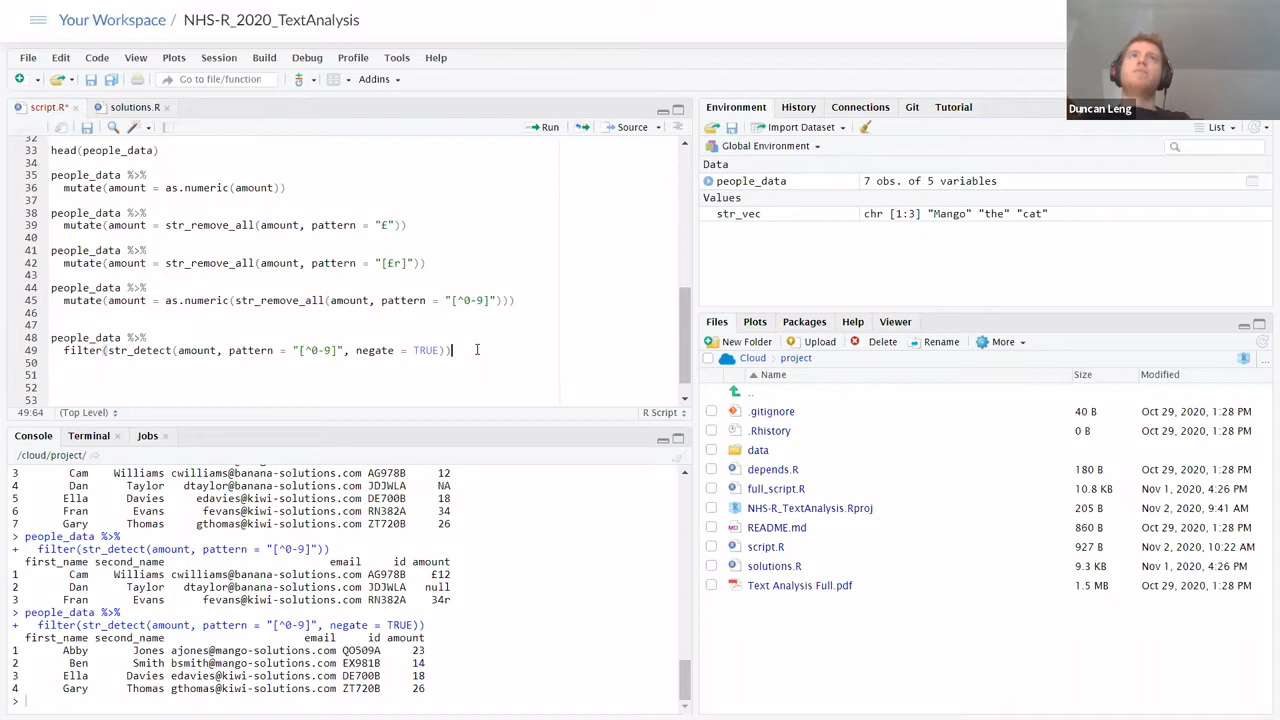 Your Workspace / NHS-R_2020_TextAnalysis
File Edit Code View Plots Session Build Debug Profile Tools Help
Go to file/function Addins
script.R* solutions.R
Run Source
32
33 head(people_data)
34
35 people_data %>%
36 mutate(amount = as.numeric(amount))
37
38 people_data %>%
39 mutate(amount = str_remove_all(amount, pattern = "£"))
40
41 people_data %>%
42 mutate(amount = str_remove_all(amount, pattern = "[£r]"))
43
44 people_data %>%
45 mutate(amount = as.numeric(str_remove_all(amount, pattern = "[^0-9]")))
46
47
48 people_data %>%
49 filter(str_detect(amount, pattern = "[^0-9]", negate = TRUE))
50
51
52
53
49:64 (Top Level) R Script
Console Terminal Jobs
/cloud/project/
3 Cam Williams cwilliams@banana-solutions.com AG978B 12
4 Dan Taylor dtaylor@banana-solutions.com JDJWLA NA
5 Ella Davies edavies@kiwi-solutions.com DE700B 18
6 Fran Evans fevans@kiwi-solutions.com RN382A 34
7 Gary Thomas gthomas@kiwi-solutions.com ZT720B 26
> people_data %>%
+ filter(str_detect(amount, pattern = "[^0-9]"))
first_name second_name email id amount
1 Cam Williams cwilliams@banana-solutions.com AG978B £12
2 Dan Taylor dtaylor@banana-solutions.com JDJWLA null
3 Fran Evans fevans@kiwi-solutions.com RN382A 34r
> people_data %>%
+ filter(str_detect(amount, pattern = "[^0-9]", negate = TRUE))
first_name second_name email id amount
1 Abby Jones ajones@mango-solutions.com QO509A 23
2 Ben Smith bsmith@mango-solutions.com EX981B 14
3 Ella Davies edavies@kiwi-solutions.com DE700B 18
4 Gary Thomas gthomas@kiwi-solutions.com ZT720B 26
>
Duncan Leng
Environment History Connections Git Tutorial
Import Dataset List
Global Environment
Data
people_data 7 obs. of 5 variables
Values
str_vec chr [1:3] "Mango" "the" "cat"
Files Plots Packages Help Viewer
New Folder Upload Delete Rename More
Cloud project ...
Name Size Modified
..
.gitignore 40 B Oct 29, 2020, 1:28 PM
.Rhistory 0 B Oct 29, 2020, 1:28 PM
data
depends.R 180 B Oct 29, 2020, 1:28 PM
full_script.R 10.8 KB Nov 1, 2020, 4:26 PM
NHS-R_TextAnalysis.Rproj 205 B Nov 2, 2020, 9:41 AM
README.md 860 B Oct 29, 2020, 1:28 PM
script.R 927 B Nov 2, 2020, 10:22 AM
solutions.R 9.3 KB Nov 1, 2020, 4:26 PM
Text Analysis Full.pdf 1.5 MB Oct 29, 2020, 1:28 PM